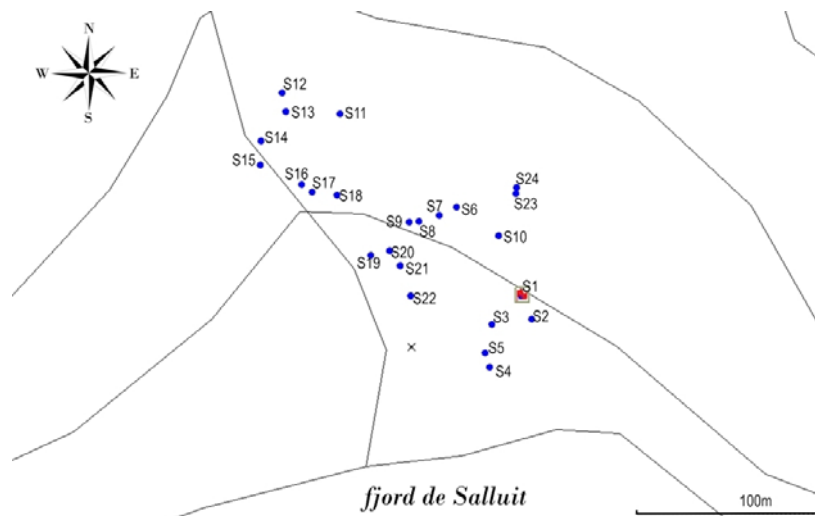 N
W E
S
S12
S13 S11
S14
S15
S16
S17
S18
S24
S23
S7 S6
S9
S8
S10
S20
S19
S21
S22
S1
S3 S2
S5
S4
fjord de Salluit
100m